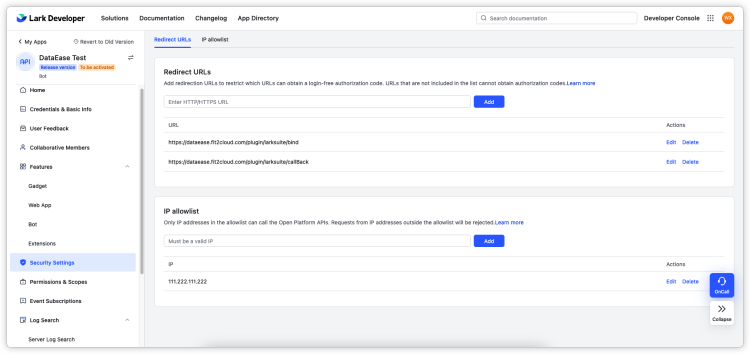 Lark Developer
Solutions
Documentation
Changelog
App Directory
Search documentation
Developer Console
WX
My Apps
Revert to Old Version
API
DataEase Test
Release version
To be activated
Bot
Home
Credentials & Basic Info
User Feedback
Collaborative Members
Features
Gadget
Web App
Bot
Extensions
Security Settings
Permissions & Scopes
Event Subscriptions
Log Search
Server Log Search
Redirect URLs
IP allowlist
Redirect URLs
Add redirection URLs to restrict which URLs can obtain a login-free authorization code. URLs that are not included in the list cannot obtain authorization codes.Learn more
Enter HTTP/HTTPS URL
Add
URL
Actions
https://dataease.fit2cloud.com/plugin/larksuite/bind
Edit Delete
https://dataease.fit2cloud.com/plugin/larksuite/callBack
Edit Delete
IP allowlist
Only IP addresses in the allowlist can call the Open Platform APIs. Requests from IP addresses outside the allowlist will be rejected.Learn more
Must be a valid IP
Add
IP
Actions
111.222.111.222
Edit Delete
OnCall
Collapse